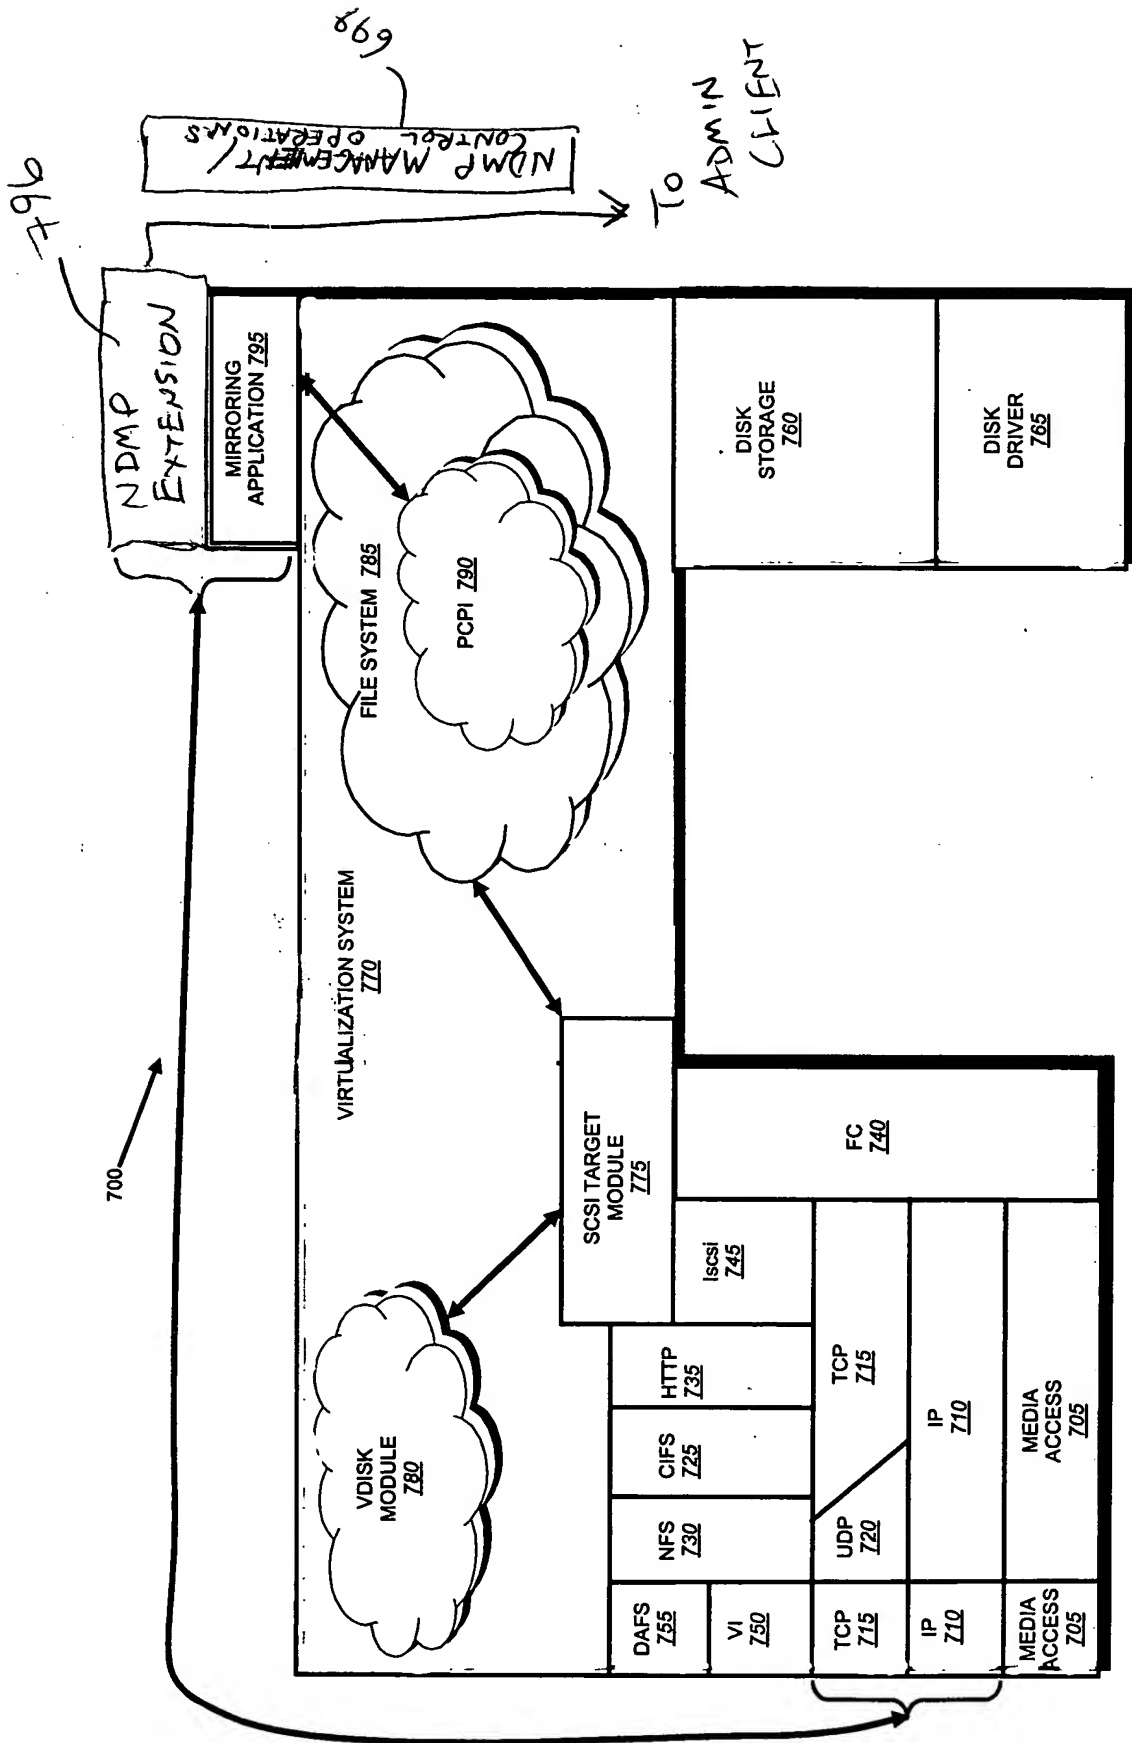 700
NDMP
EXTENSION
796
NDMP MANAGEMENT/
CONTROL OPERATIONS
698
TO
ADMIN
CLIENT
MIRRORING
APPLICATION 795
VIRTUALIZATION SYSTEM
770
FILE SYSTEM 785
PCPI 790
VDISK
MODULE
780
SCSI TARGET
MODULE
775
DISK
STORAGE
760
DISK
DRIVER
765
DAFS
755
VI
750
NFS
730
CIFS
725
HTTP
735
Iscsi
745
FC
740
TCP
715
UDP
720
TCP
715
IP
710
IP
710
MEDIA
ACCESS
705
MEDIA
ACCESS
705